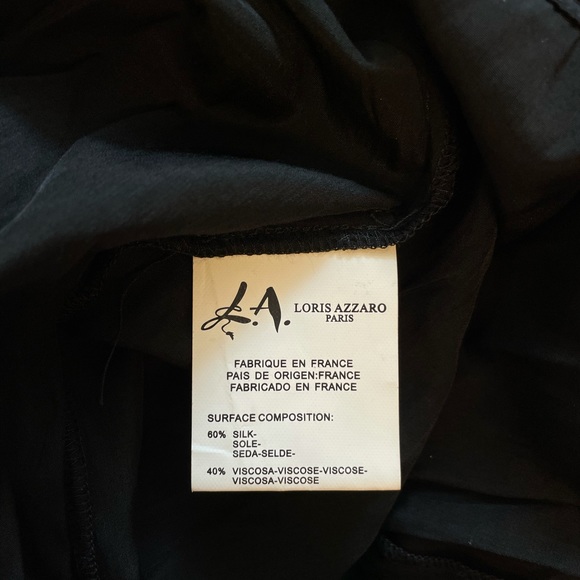 L.A. LORIS AZZARO
PARIS
FABRIQUE EN FRANCE
PAIS DE ORIGEN:FRANCE
FABRICADO EN FRANCE
SURFACE COMPOSITION:
60% SILK-
SOLE-
SEDA-SELDE-
40% VISCOSA-VISCOSE-VISCOSE-
VISCOSA-VISCOSE